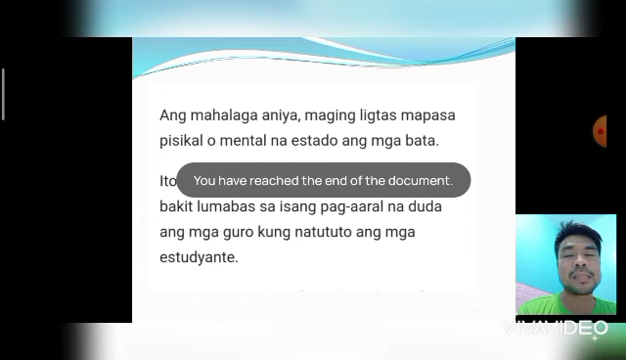 Ang mahalaga aniya, maging ligtas mapasa
pisikal o mental na estado ang mga bata.
Ito
You have reached the end of the document.
bakit lumabas sa isang pag-aaral na duda
ang mga guro kung natututo ang mga
estudyante.
VIVAVIDEO